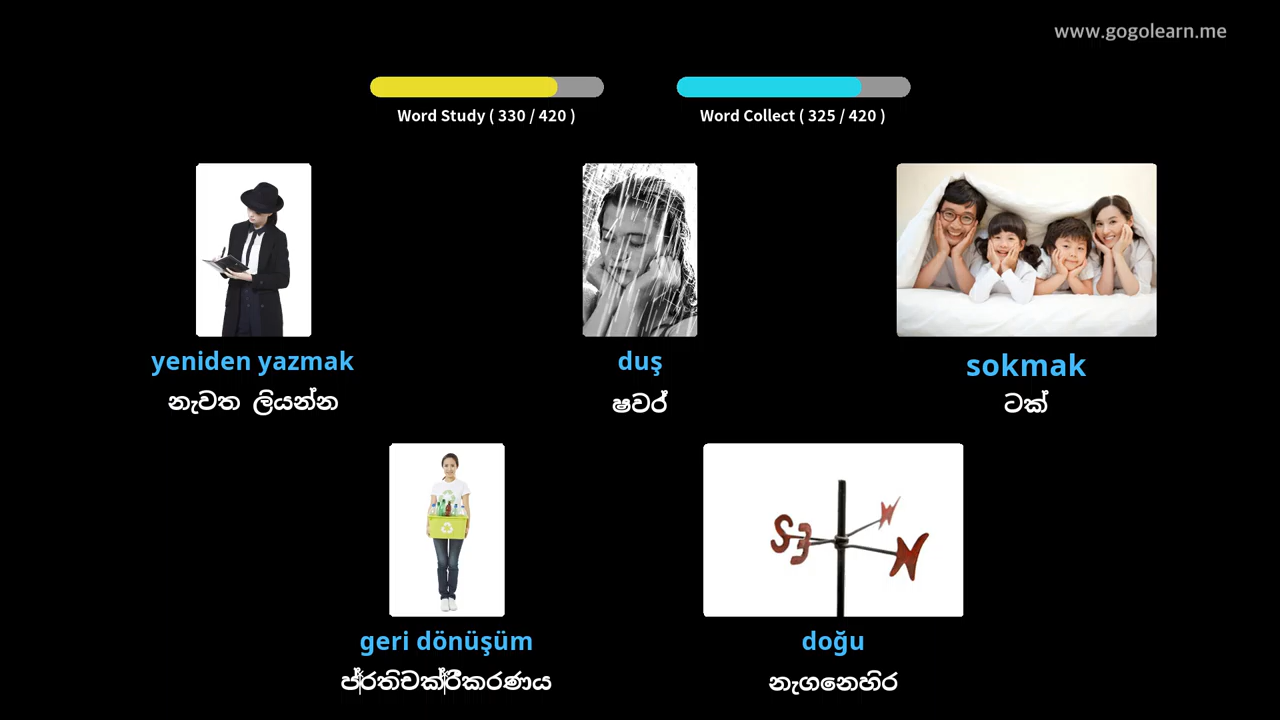 www.gogolearn.me
Word Study ( 330 / 420 )
Word Collect ( 325 / 420 )
yeniden yazmak
නැවත ලියන්න
duş
ෂවර්
sokmak
ටක්
geri dönüşüm
ප්‍රතිචක්‍රීකරණය
S E N
doğu
නැගෙනහිර